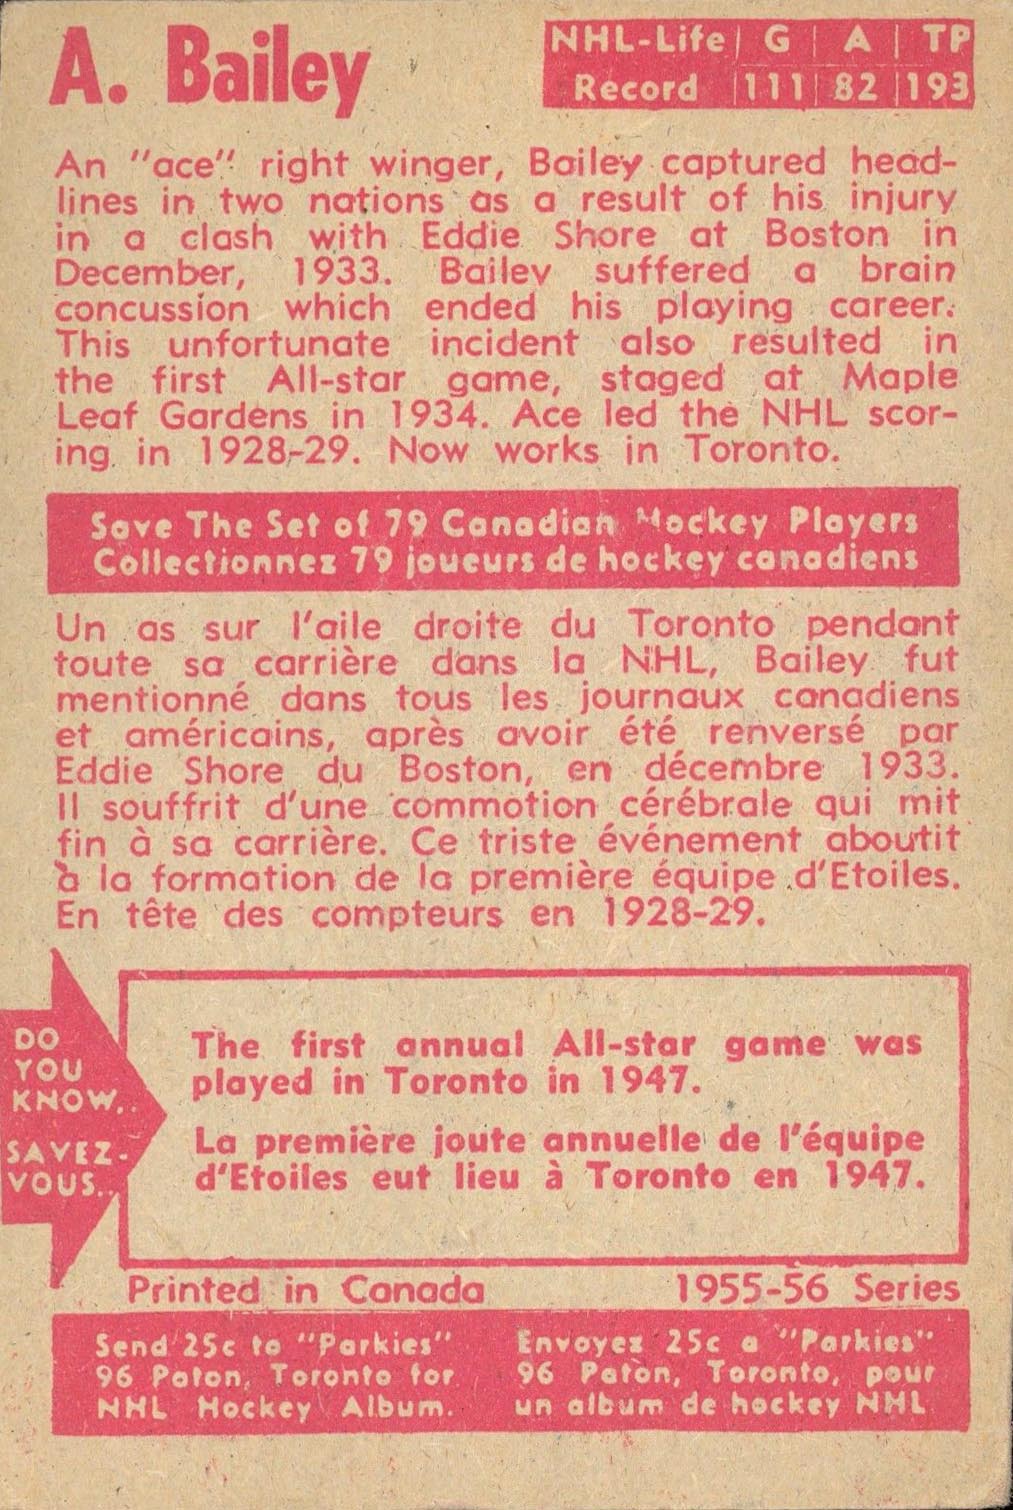 A. Bailey
NHL-Life G A TP
Record 111 82 193
An "ace" right winger, Bailey captured head-
lines in two nations as a result of his injury
in a clash with Eddie Shore at Boston in
December, 1933. Bailey suffered a brain
concussion which ended his playing career.
This unfortunate incident also resulted in
the first All-star game, staged at Maple
Leaf Gardens in 1934. Ace led the NHL scor-
ing in 1928-29. Now works in Toronto.
Save The Set of 79 Canadian Hockey Players
Collectionnez 79 joueurs de hockey canadiens
Un as sur l'aile droite du Toronto pendant
toute sa carrière dans la NHL, Bailey fut
mentionné dans tous les journaux canadiens
et américains, après avoir été renversé par
Eddie Shore du Boston, en décembre 1933.
Il souffrit d'une commotion cérébrale qui mit
fin à sa carrière. Ce triste événement aboutit
à la formation de la première équipe d'Etoiles.
En tête des compteurs en 1928-29.
DO
YOU
KNOW..
SAVEZ-
VOUS..
The first annual All-star game was
played in Toronto in 1947.
La première joute annuelle de l'équipe
d'Etoiles eut lieu à Toronto en 1947.
Printed in Canada 1955-56 Series
Send 25c to "Parkies"
96 Paton, Toronto for
NHL Hockey Album.
Envoyez 25c a "Parkies"
96 Paton, Toronto, pour
un album de hockey NHL